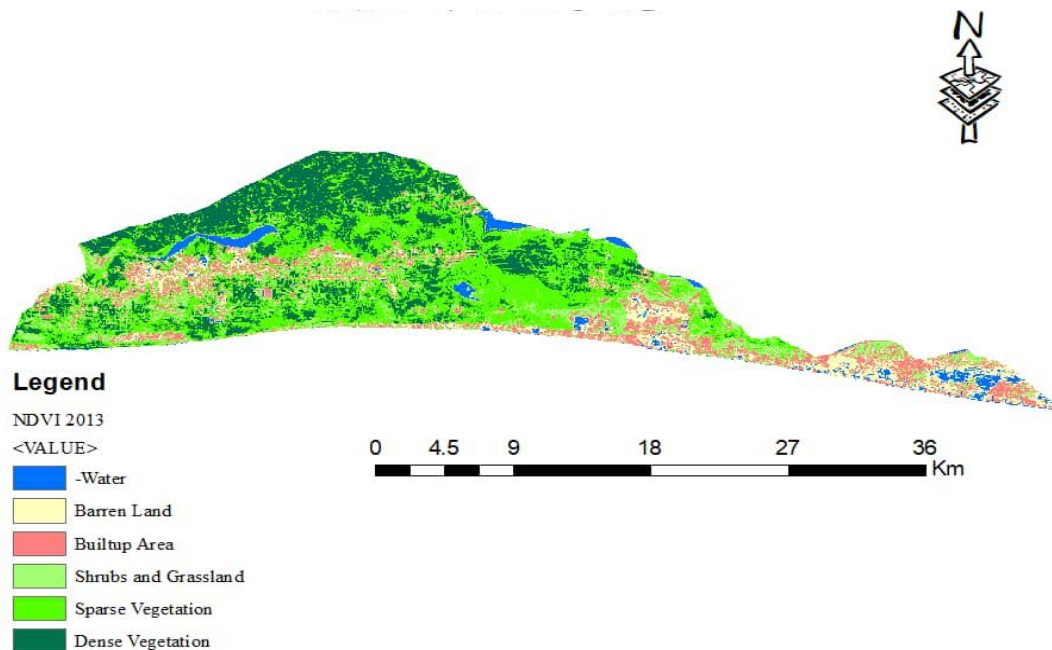 N
Legend
NDVI 2013
<VALUE>
-Water
Barren Land
Builtup Area
Shrubs and Grassland
Sparse Vegetation
Dense Vegetation
0 4.5 9 18 27 36
Km